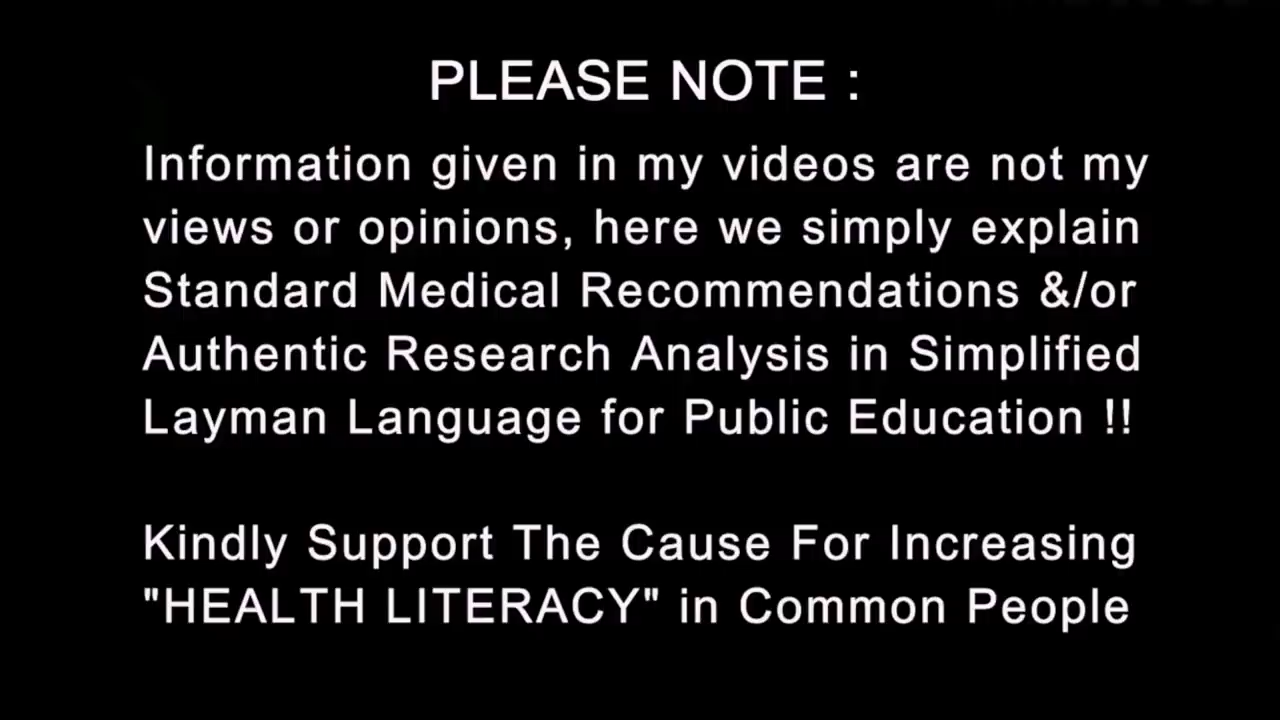 PLEASE NOTE :
Information given in my videos are not my
views or opinions, here we simply explain
Standard Medical Recommendations &/or
Authentic Research Analysis in Simplified
Layman Language for Public Education !!
Kindly Support The Cause For Increasing
"HEALTH LITERACY" in Common People